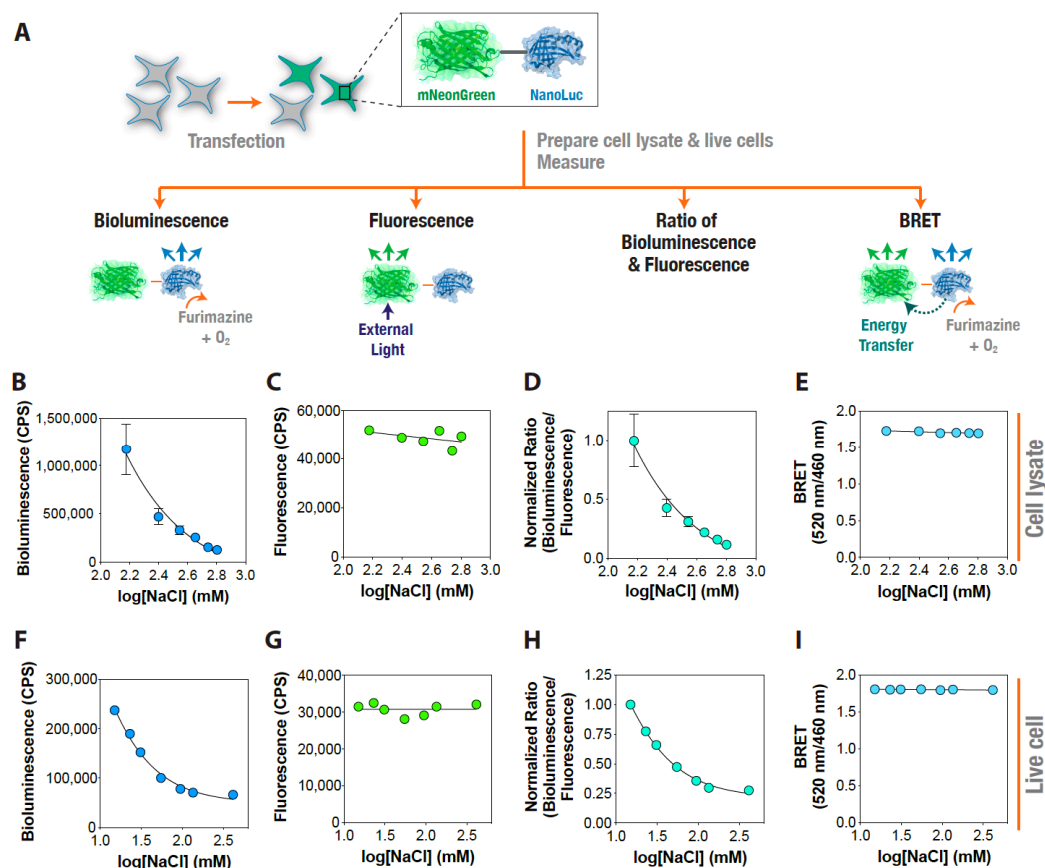 A
mNeonGreen
NanoLuc
Transfection
Prepare cell lysate & live cells
Measure
Bioluminescence
Fluorescence
Ratio of
Bioluminescence
& Fluorescence
BRET
Furimazine
+ O₂
External
Light
Energy
Transfer
Furimazine
+ O₂
B
Bioluminescence (CPS)
1,500,000
1,000,000
500,000
0
2.0 2.2 2.4 2.6 2.8 3.0
log[NaCl] (mM)
C
Fluorescence (CPS)
60,000
40,000
20,000
0
2.0 2.2 2.4 2.6 2.8 3.0
log[NaCl] (mM)
D
Normalized Ratio
(Bioluminescence/
Fluorescence)
1.0
0.5
0.0
2.0 2.2 2.4 2.6 2.8 3.0
log[NaCl] (mM)
E
BRET
(520 nm/460 nm)
2.0
1.5
1.0
0.5
0.0
2.0 2.2 2.4 2.6 2.8 3.0
log[NaCl] (mM)
Cell lysate
F
Bioluminescence (CPS)
300,000
200,000
100,000
0
1.0 1.5 2.0 2.5
log[NaCl] (mM)
G
Fluorescence (CPS)
40,000
30,000
20,000
10,000
0
1.0 1.5 2.0 2.5
log[NaCl] (mM)
H
Normalized Ratio
(Bioluminescence/
Fluorescence)
1.25
1.00
0.75
0.50
0.25
0.00
1.0 1.5 2.0 2.5
log[NaCl] (mM)
I
BRET
(520 nm/460 nm)
2.0
1.5
1.0
0.5
0.0
1.0 1.5 2.0 2.5
log[NaCl] (mM)
Live cell